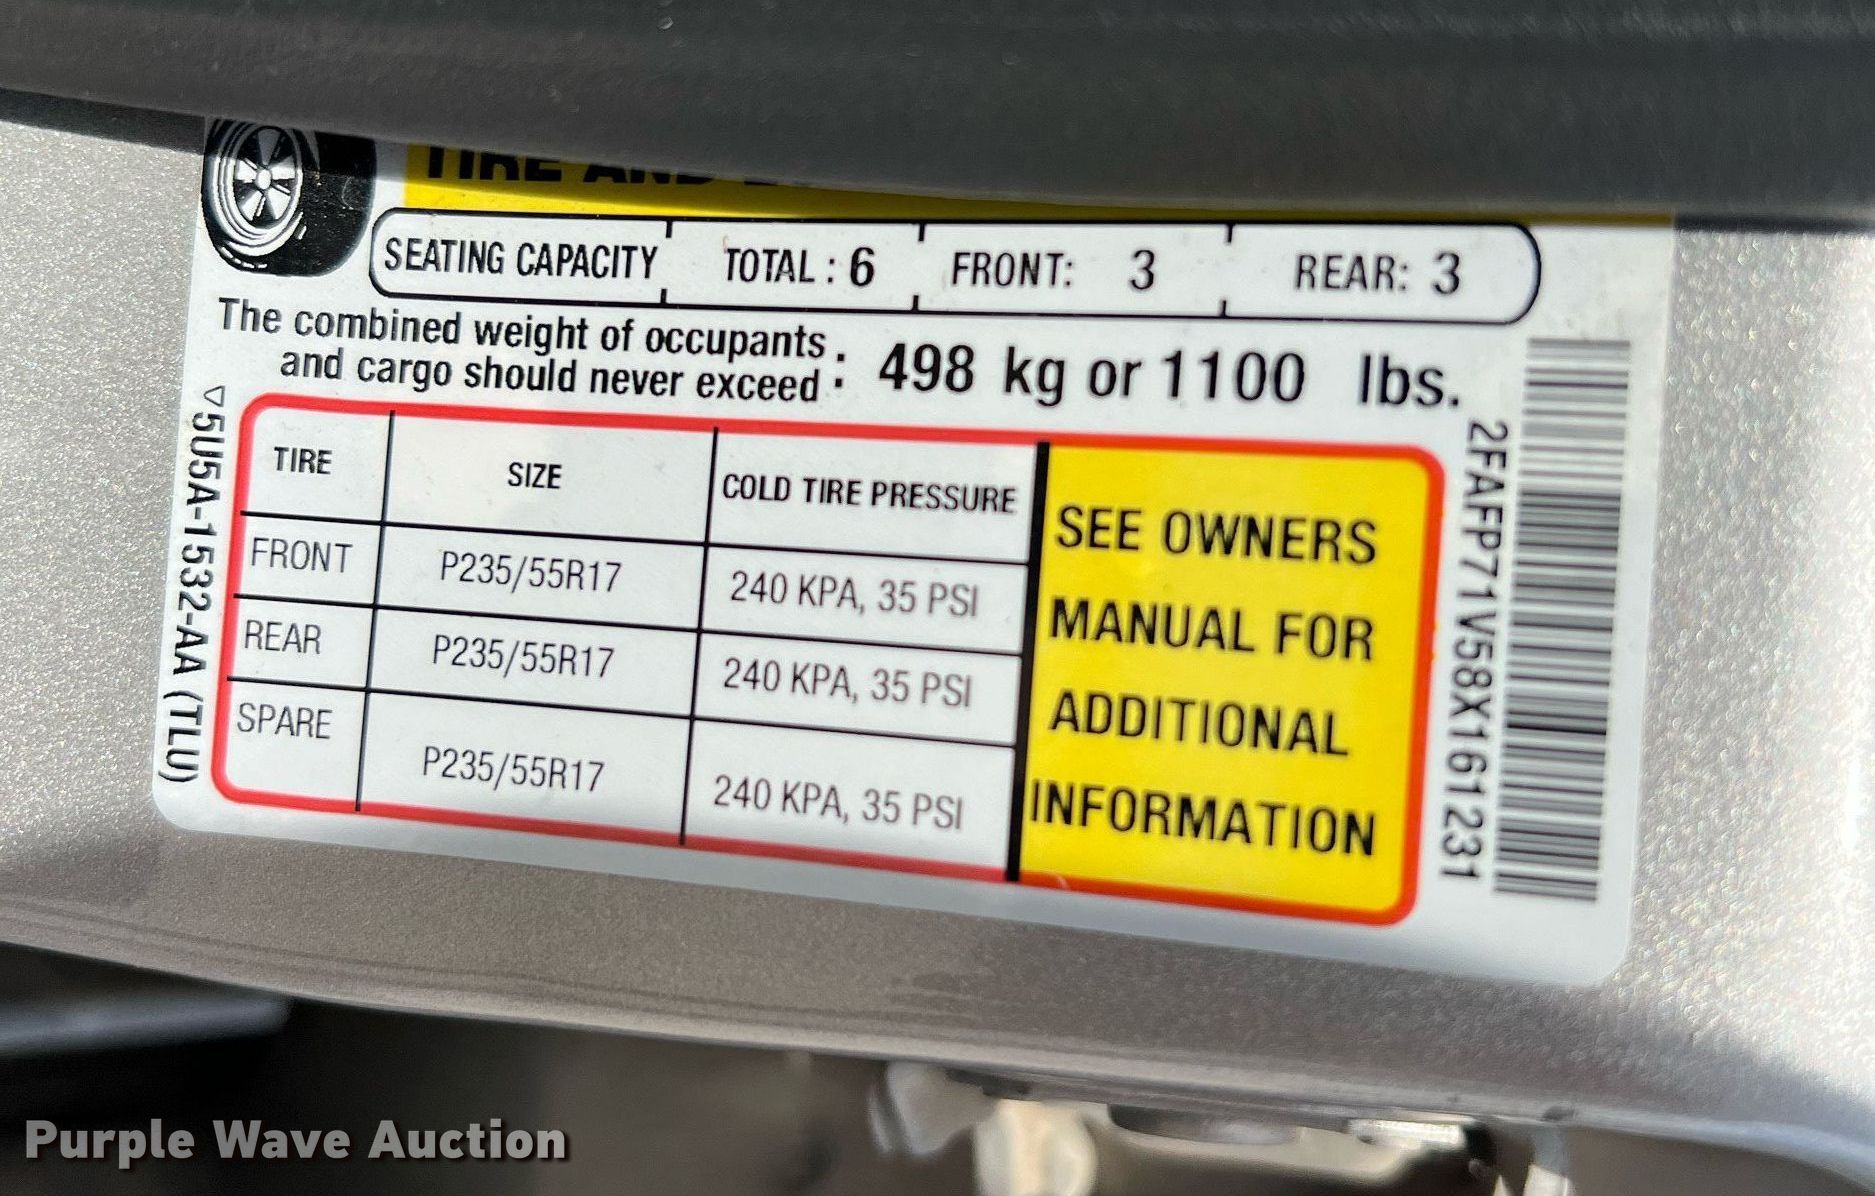 TIRE AND
SEATING CAPACITY TOTAL : 6 FRONT: 3 REAR: 3
The combined weight of occupants
and cargo should never exceed : 498 kg or 1100 lbs.
TIRE SIZE COLD TIRE PRESSURE
FRONT P235/55R17 240 KPA, 35 PSI
REAR P235/55R17 240 KPA, 35 PSI
SPARE P235/55R17 240 KPA, 35 PSI
SEE OWNERS
MANUAL FOR
ADDITIONAL
INFORMATION
5U5A-1532-AA (TLU)
2FAFP71V58X161231
Purple Wave Auction